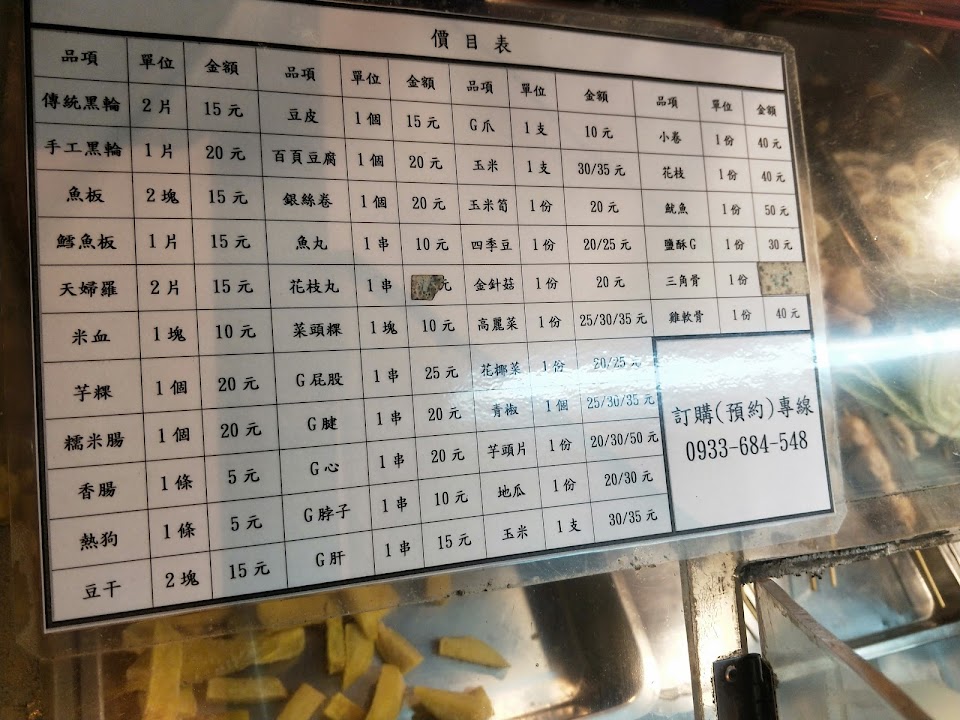 價目表
品項 單位 金額 品項 單位 金額 品項 單位 金額 品項 單位 金額
傳統黑輪 2片 15元 豆皮 1個 15元 G爪 1支 10元 小卷 1份 40元
手工黑輪 1片 20元 百頁豆腐 1個 20元 玉米 1支 30/35元 花枝 1份 40元
魚板 2塊 15元 銀絲卷 1個 20元 玉米筍 1份 20元 魷魚 1份 50元
鱈魚板 1片 15元 魚丸 1串 10元 四季豆 1份 20/25元 鹽酥G 1份 30元
天婦羅 2片 15元 花枝丸 1串 元 金針菇 1份 20元 三角骨 1份
米血 1塊 10元 菜頭粿 1塊 10元 高麗菜 1份 25/30/35元 雞軟骨 1份 40元
芋粿 1個 20元 G屁股 1串 25元 花椰菜 1份 20/25元
糯米腸 1個 20元 G腱 1串 20元 青椒 1個 25/30/35元
香腸 1條 5元 G心 1串 20元 芋頭片 1份 20/30/50元
熱狗 1條 5元 G脖子 1串 10元 地瓜 1份 20/30元
豆干 2塊 15元 G肝 1串 15元 玉米 1支 30/35元
訂購(預約)專線
0933-684-548